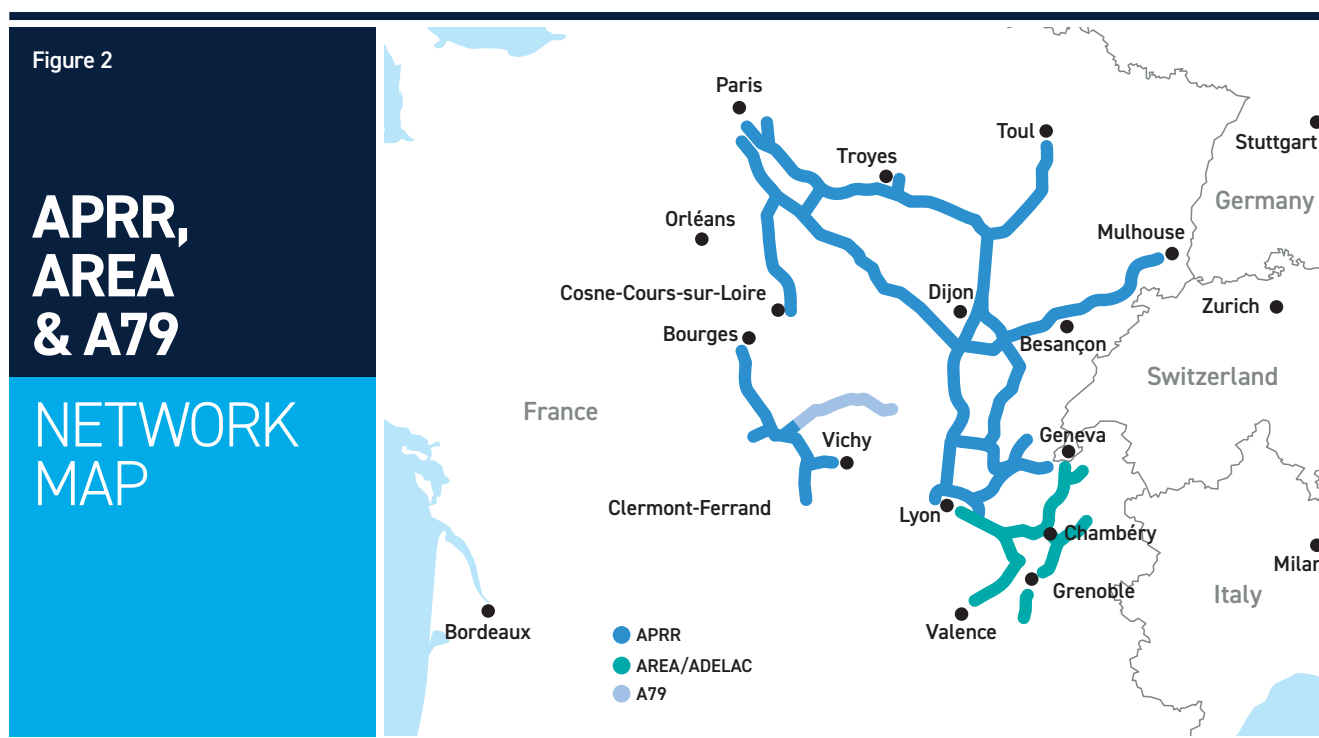 Figure 2
APRR,
AREA
& A79
NETWORK
MAP
Paris
Toul
Stuttgart
Troyes
Germany
Orléans
Mulhouse
Cosne-Cours-sur-Loire
Dijon
Zurich
Bourges
Besançon
Switzerland
France
Geneva
Vichy
Clermont-Ferrand
Lyon
Chambéry
Milan
Grenoble
Italy
Bordeaux
Valence
APRR
AREA/ADELAC
A79